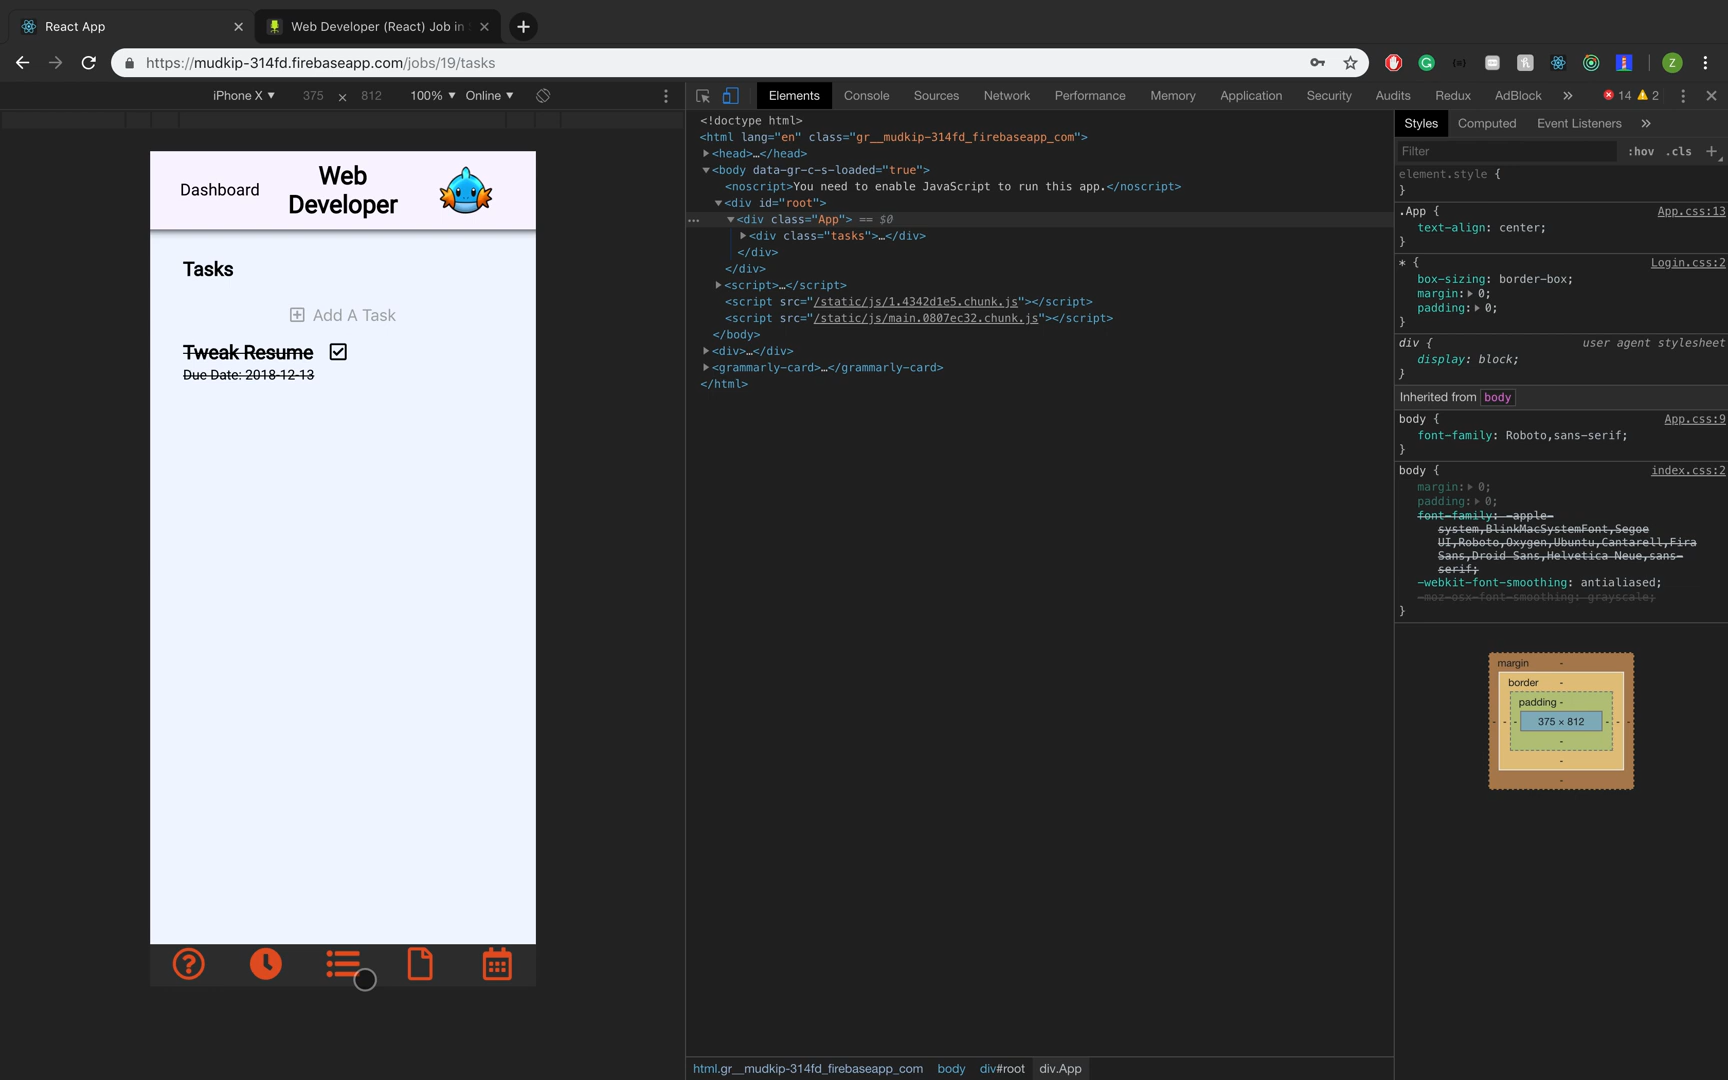 React App
Web Developer (React) Job in
https://mudkip-314fd.firebaseapp.com/jobs/19/tasks
Z
iPhone X ▼ 375 × 812 100% ▼ Online ▼
Elements Console Sources Network Performance Memory Application Security Audits Redux AdBlock » 14 2
Dashboard
Web
Developer
Tasks
Add A Task
Tweak Resume
Due Date: 2018-12-13
<!doctype html>
<html lang="en" class="gr__mudkip-314fd_firebaseapp_com">
<head>…</head>
<body data-gr-c-s-loaded="true">
<noscript>You need to enable JavaScript to run this app.</noscript>
<div id="root">
<div class="App"> == $0
<div class="tasks">…</div>
</div>
</div>
<script>…</script>
<script src="/static/js/1.4342d1e5.chunk.js"></script>
<script src="/static/js/main.0807ec32.chunk.js"></script>
</body>
<div>…</div>
<grammarly-card>…</grammarly-card>
</html>
html.gr__mudkip-314fd_firebaseapp_com body div#root div.App
Styles Computed Event Listeners »
Filter :hov .cls +
element.style {
}
.App { App.css:13
text-align: center;
}
* { Login.css:2
box-sizing: border-box;
margin: 0;
padding: 0;
}
div { user agent stylesheet
display: block;
}
Inherited from body
body { App.css:9
font-family: Roboto,sans-serif;
}
body { index.css:2
margin: 0;
padding: 0;
font-family: -apple-
system,BlinkMacSystemFont,Segoe
UI,Roboto,Oxygen,Ubuntu,Cantarell,Fira
Sans,Droid Sans,Helvetica Neue,sans-
serif;
-webkit-font-smoothing: antialiased;
-moz-osx-font-smoothing: grayscale;
}
margin -
border -
padding -
- - - 375 × 812 - - -
-
-
-